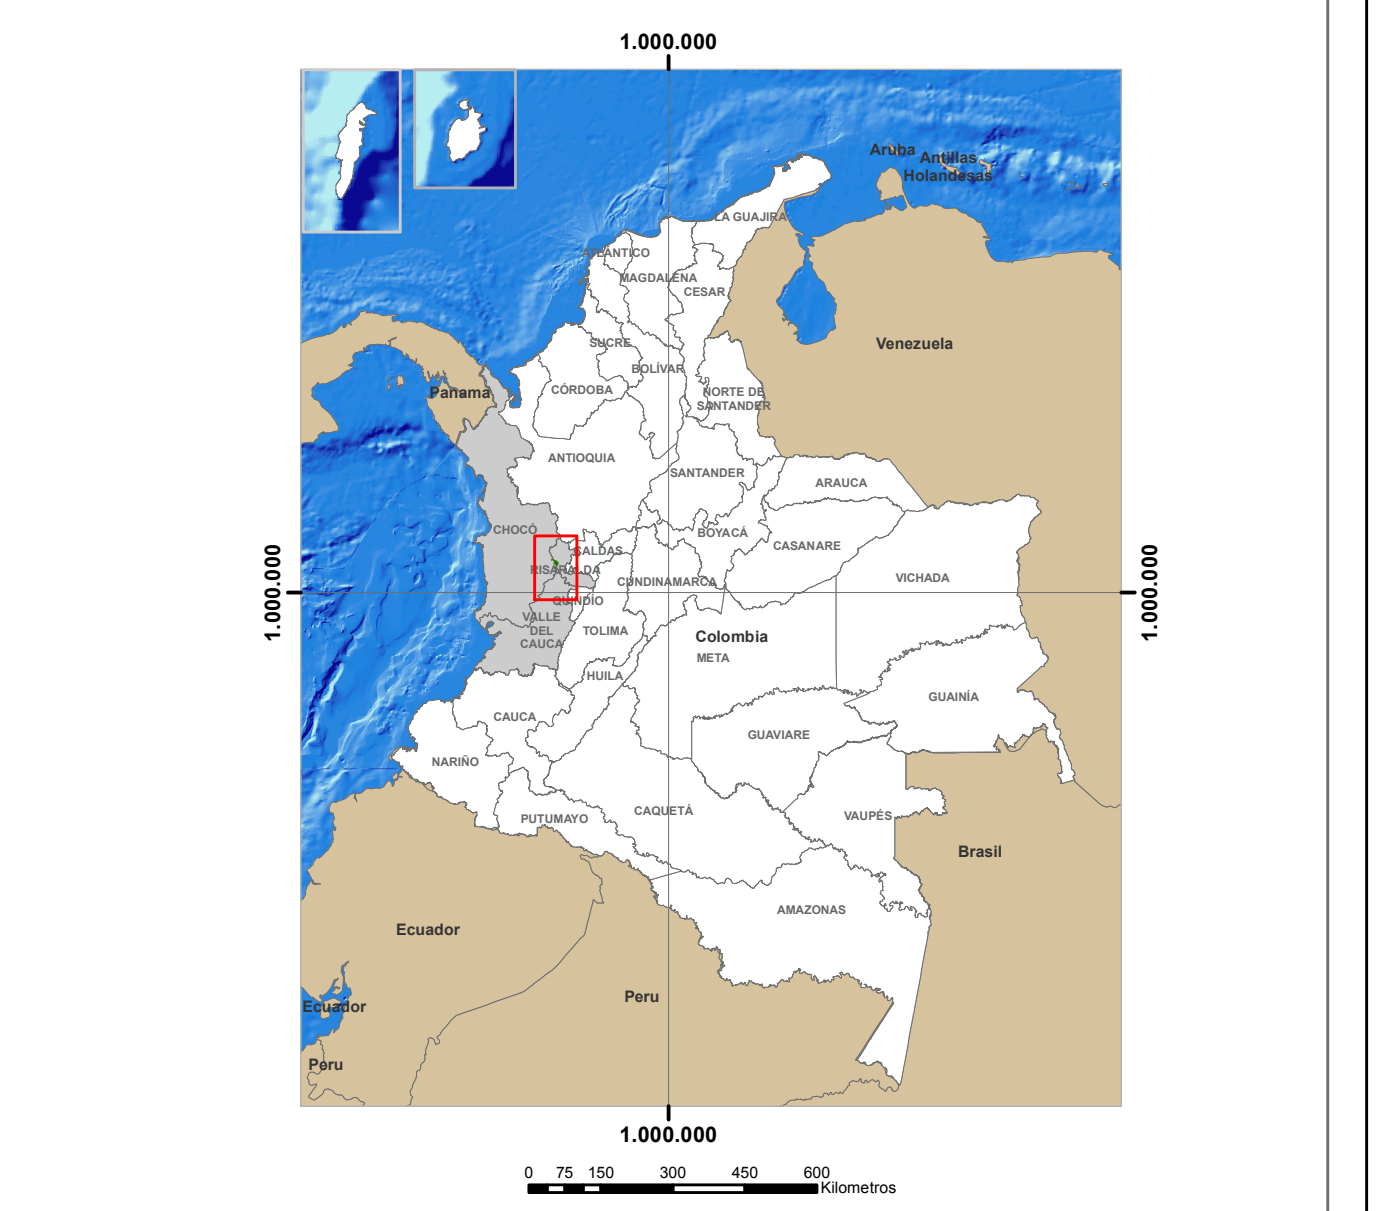 1.000.000
Aruba
Antillas
Holandesas
LA GUAJIRA
ATLÁNTICO
MAGDALENA
CESAR
SUCRE
Venezuela
BOLÍVAR
Panama
CÓRDOBA
NORTE DE
SANTANDER
ANTIOQUIA
SANTANDER
ARAUCA
CHOCÓ
BOYACÁ
CASANARE
CALDAS
RISARALDA
CUNDINAMARCA
VICHADA
1.000.000
1.000.000
QUINDÍO
VALLE
DEL
CAUCA
TOLIMA
Colombia
META
HUILA
GUAINÍA
CAUCA
GUAVIARE
NARIÑO
CAQUETÁ
PUTUMAYO
VAUPÉS
Brasil
AMAZONAS
Ecuador
Peru
Ecuador
Peru
1.000.000
0 75 150 300 450 600
Kilometros